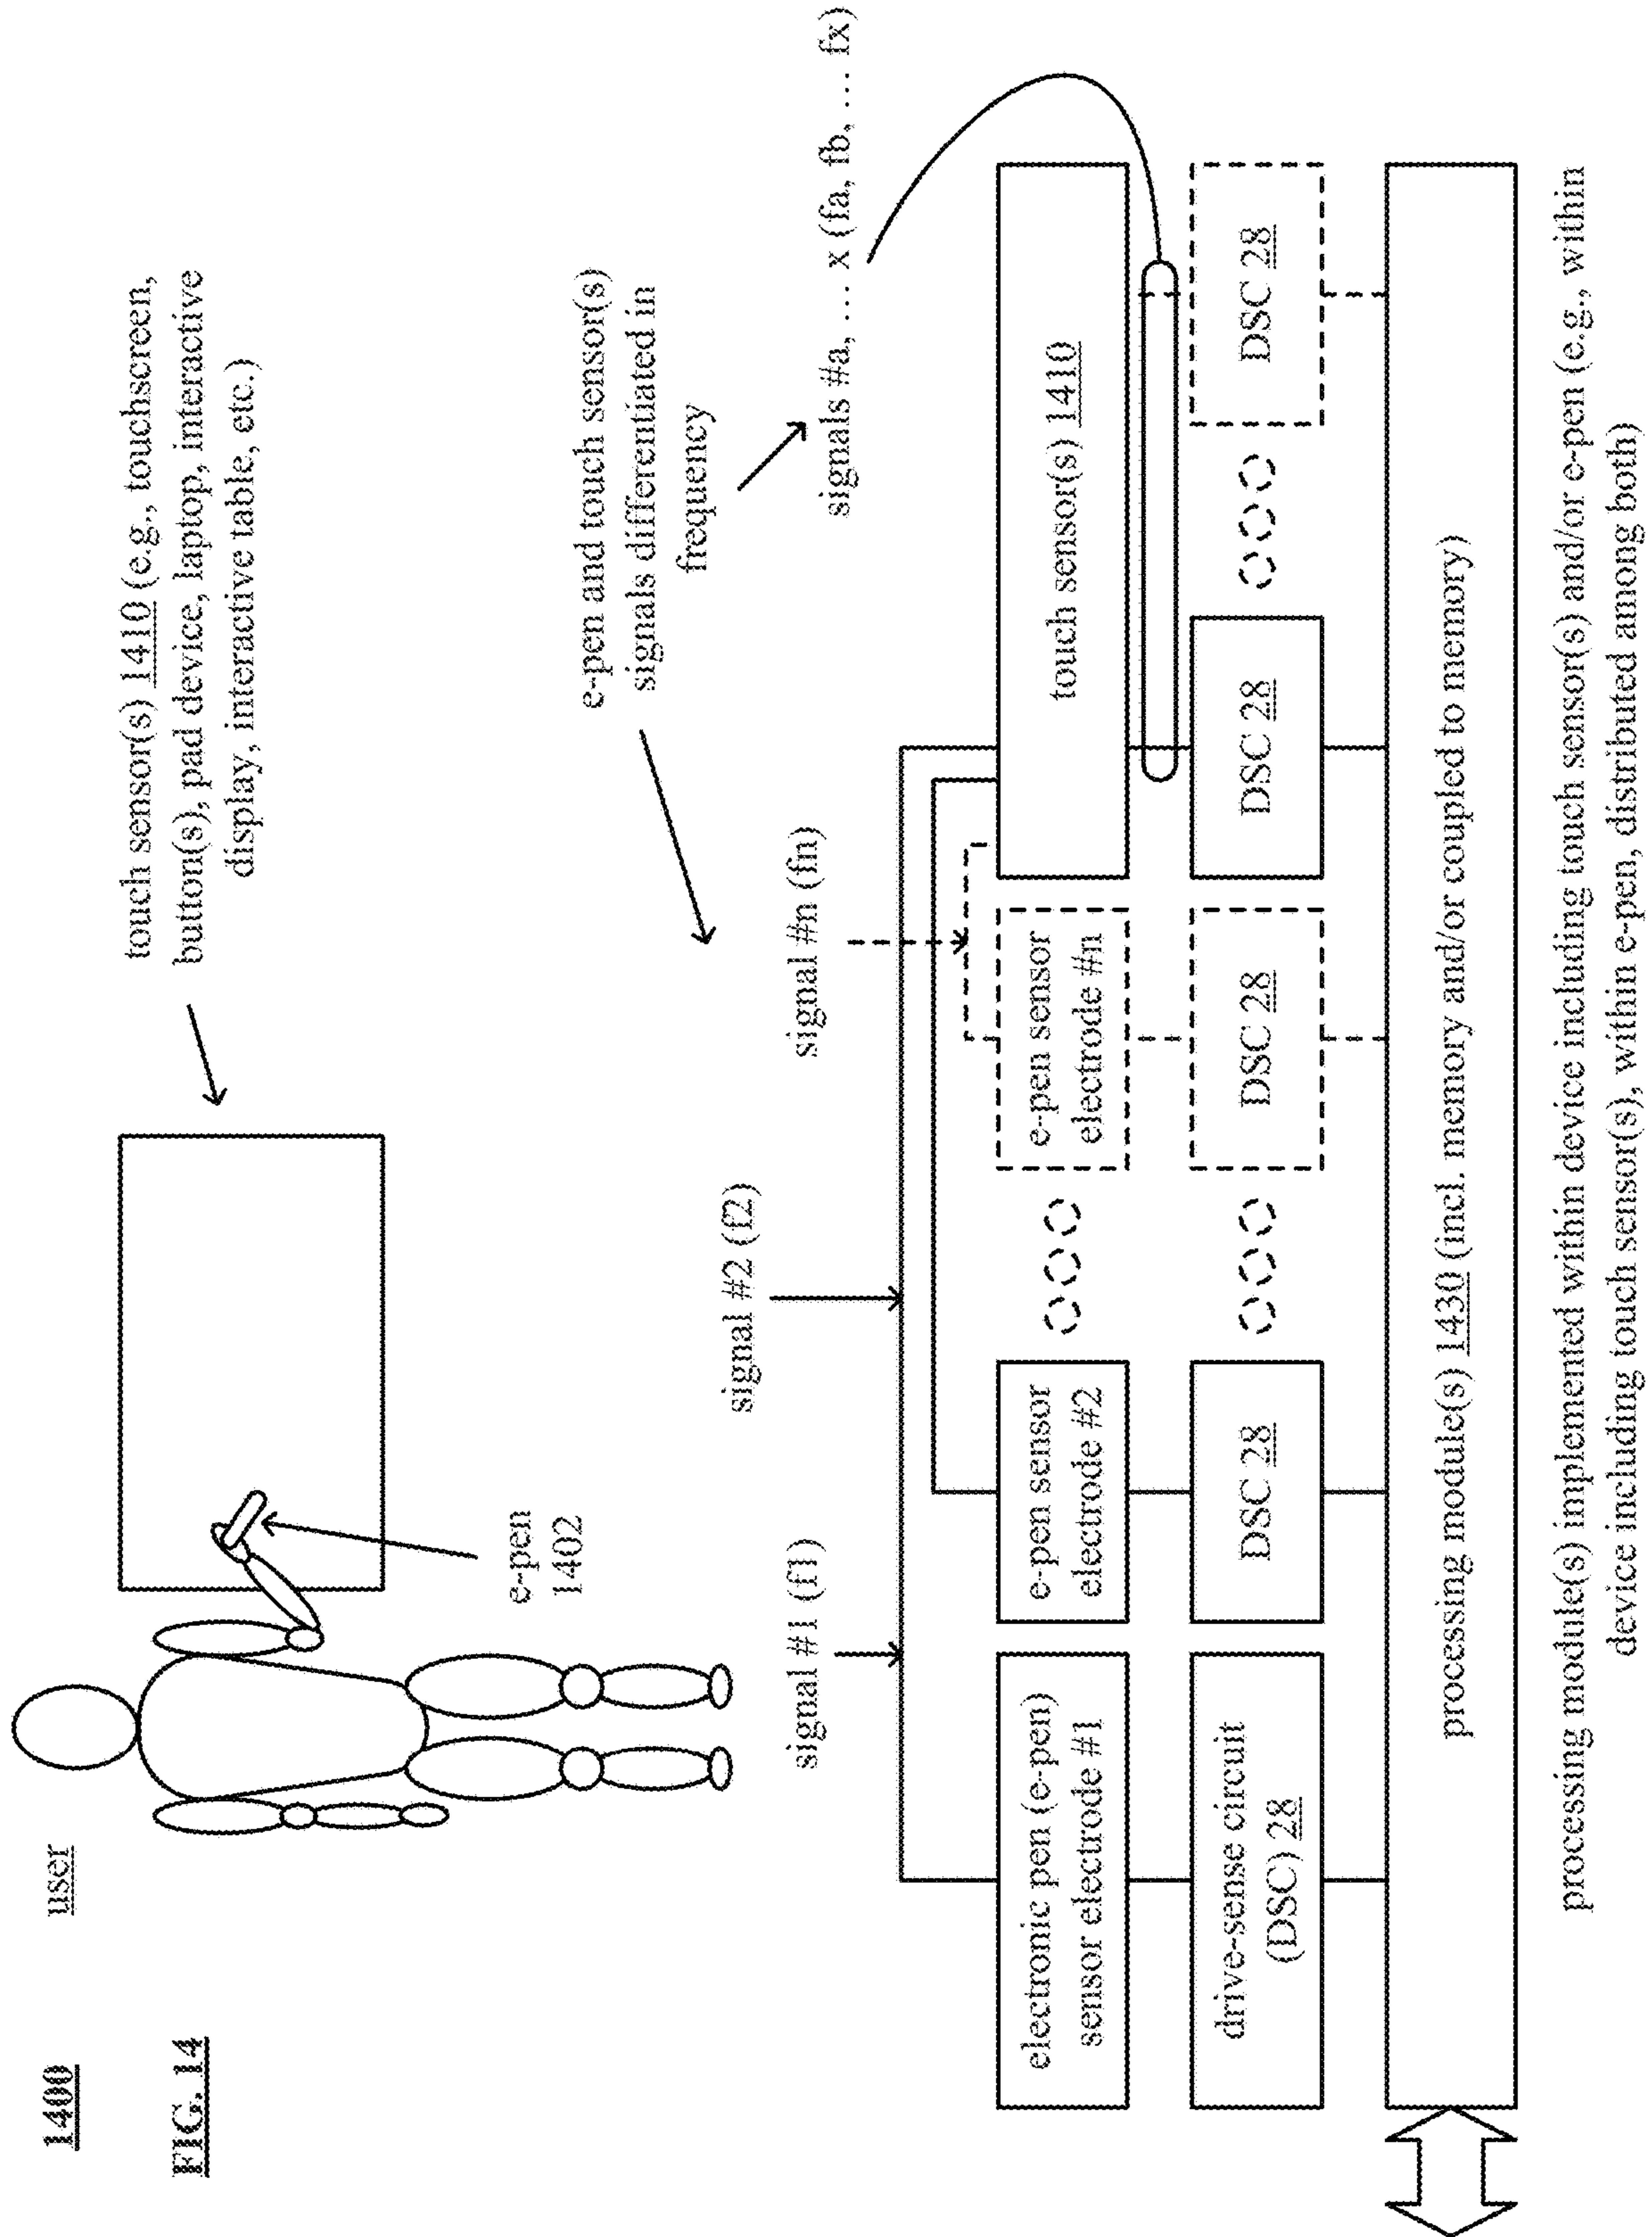 1400
FIG. 14
user
e-pen
1402
touch sensor(s) 1410 (e.g., touchscreen,
button(s), pad device, laptop, interactive
display, interactive table, etc.)
e-pen and touch sensor(s)
signals differentiated in
frequency
signal #1 (f1)
signal #2 (f2)
signal #n (fn)
signals #a, … x (fa, fb, … fx)
electronic pen (e-pen)
sensor electrode #1
e-pen sensor
electrode #2
e-pen sensor
electrode #n
touch sensor(s) 1410
drive-sense circuit
(DSC) 28
DSC 28
DSC 28
DSC 28
DSC 28
processing module(s) 1430 (incl. memory and/or coupled to memory)
processing module(s) implemented within device including touch sensor(s) and/or e-pen (e.g., within
device including touch sensor(s), within e-pen, distributed among both)